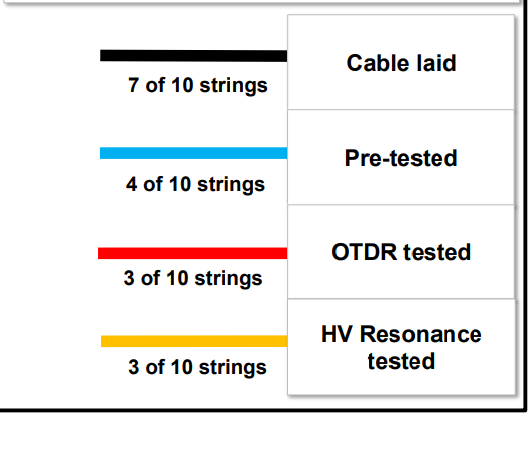 Cable laid
7 of 10 strings
Pre-tested
4 of 10 strings
OTDR tested
3 of 10 strings
HV Resonance
tested
3 of 10 strings